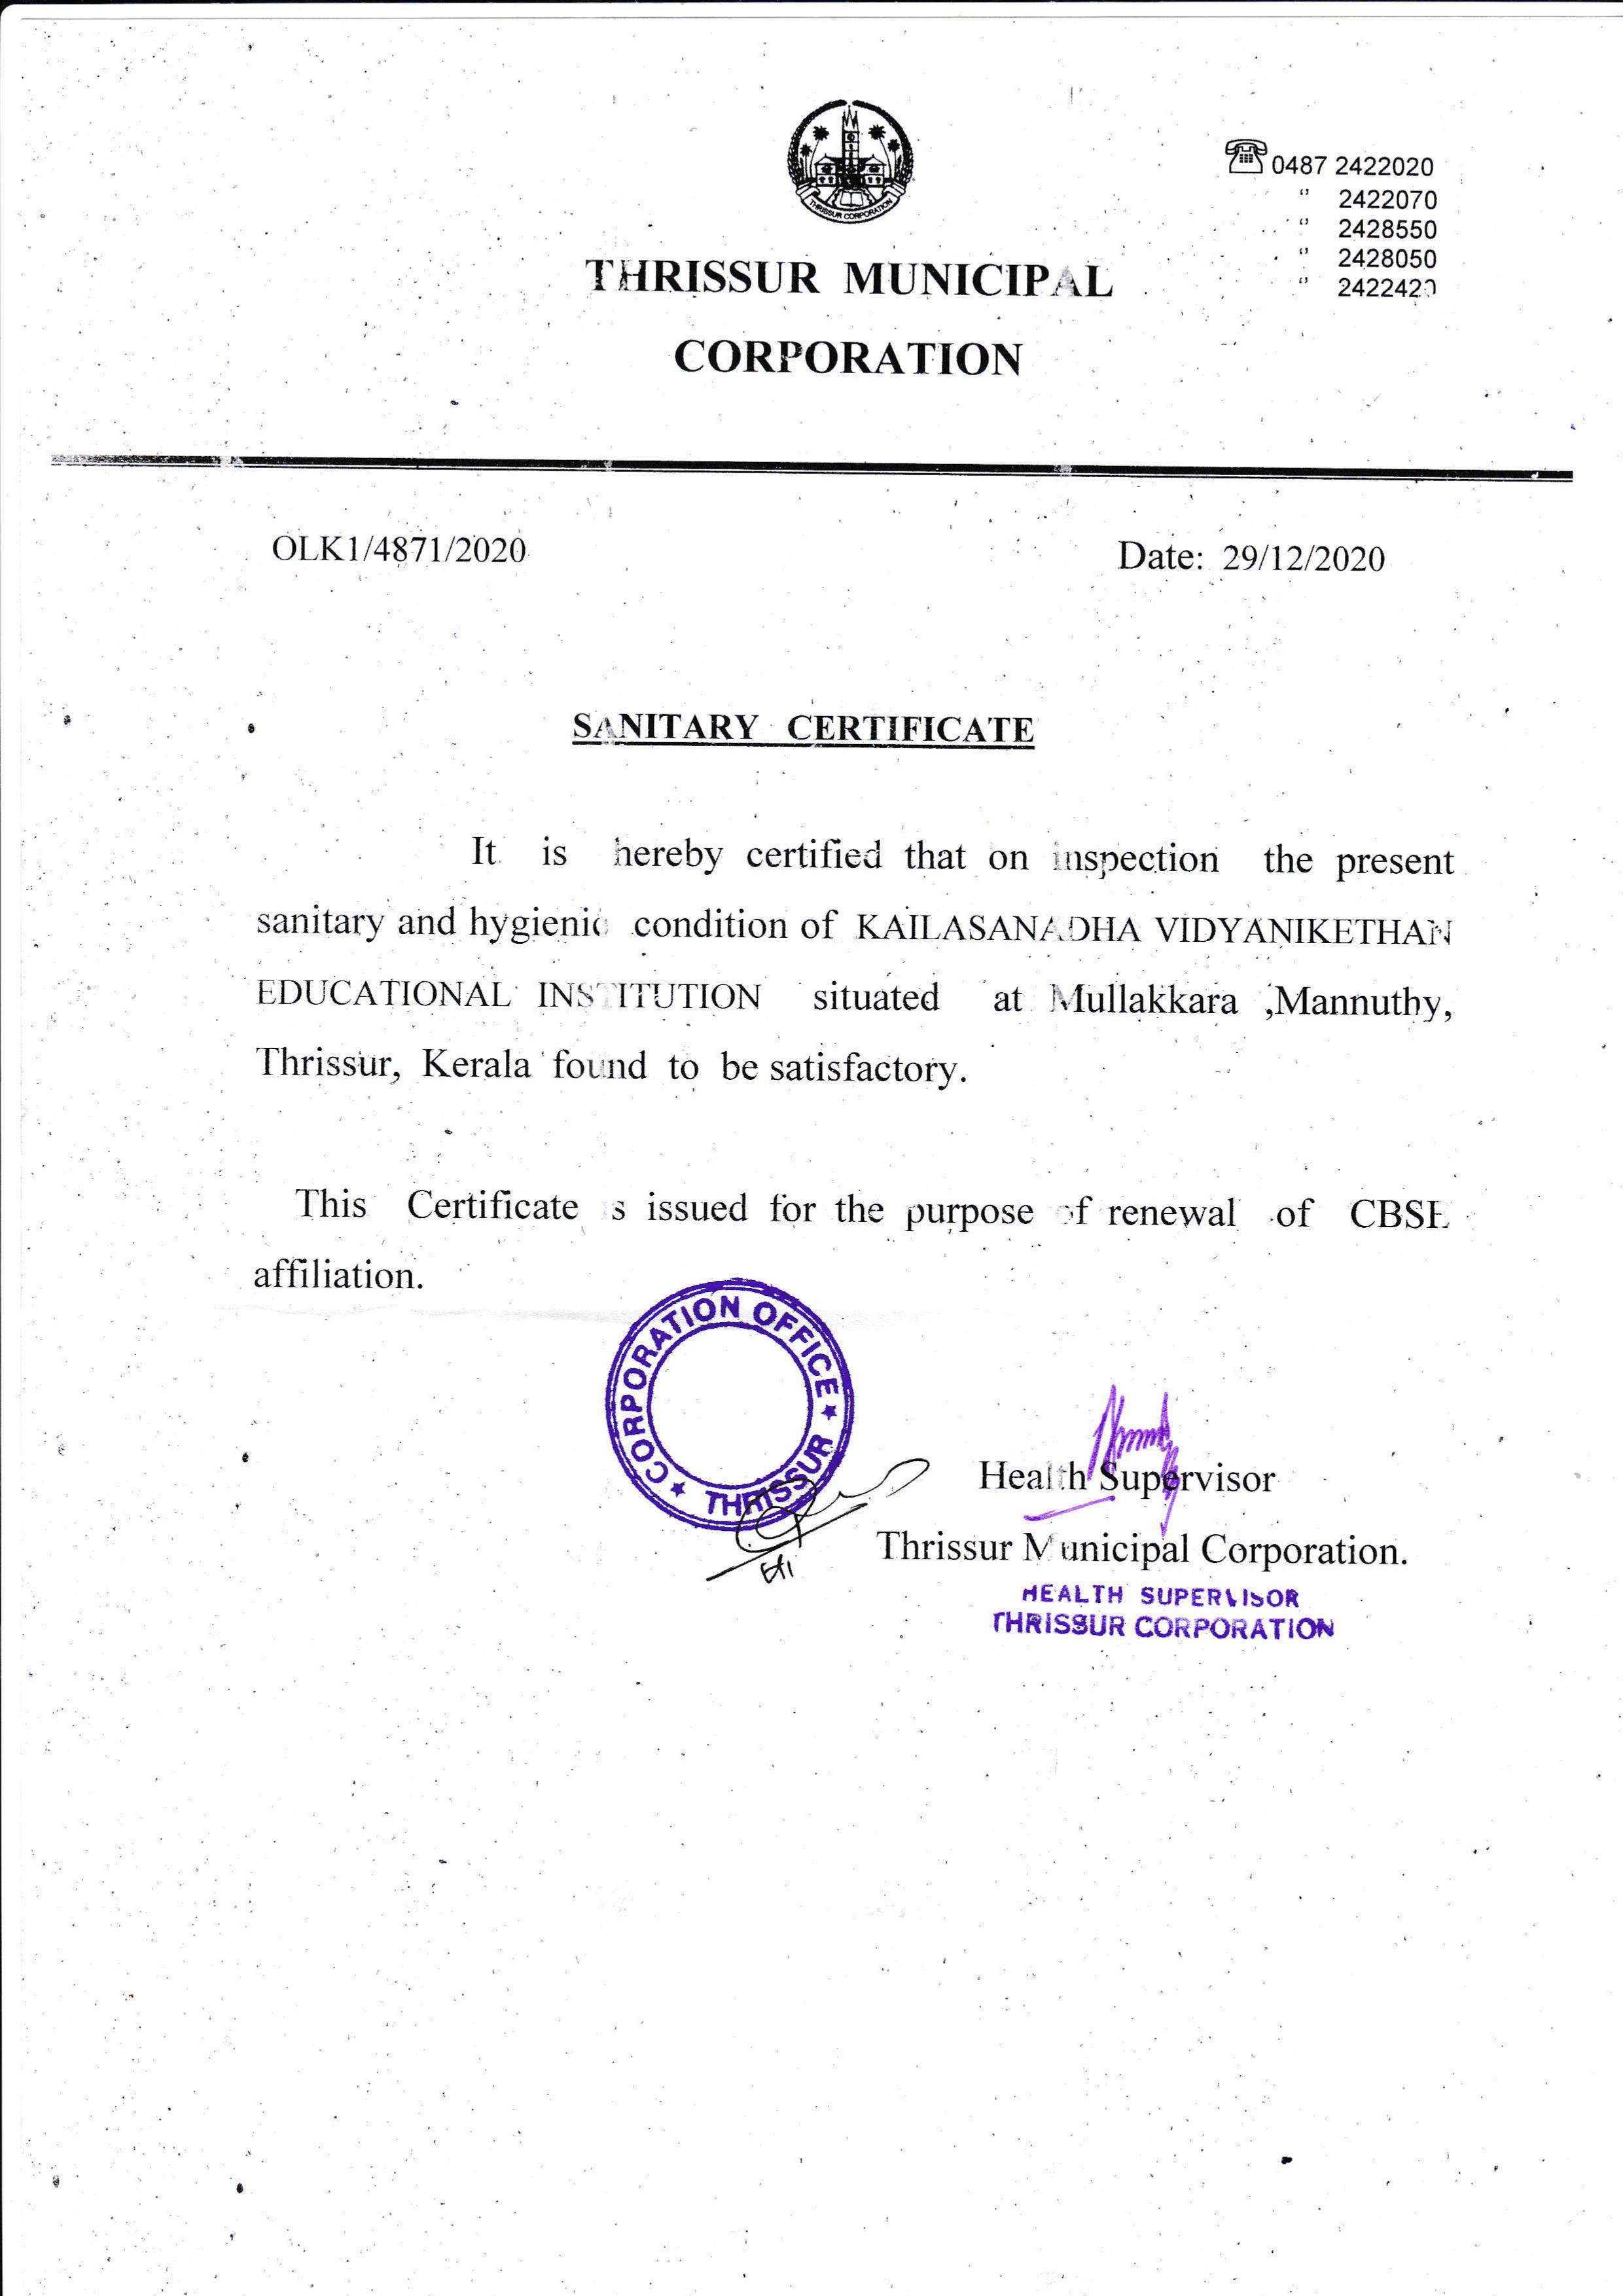 THRISSUR CORPORATION
0487 2422020
" 2422070
" 2428550
" 2428050
"
THRISSUR MUNICIPAL
CORPORATION
OLK1/4871/2020
Date: 29/12/2020
SANITARY CERTIFICATE
It is hereby certified that on inspection the present
sanitary and hygienic condition of KAILASANADHA VIDYANIKETHAN
EDUCATIONAL INSTITUTION situated at Mullakkara ,Mannuthy,
Thrissur, Kerala found to be satisfactory.
This Certificate s issued for the purpose of renewal of CBSE
affiliation.
CORPORATION OFFICE
THRISSUR
Health Supervisor
Thrissur Municipal Corporation.
HEALTH SUPERVISOR
THRISSUR CORPORATION